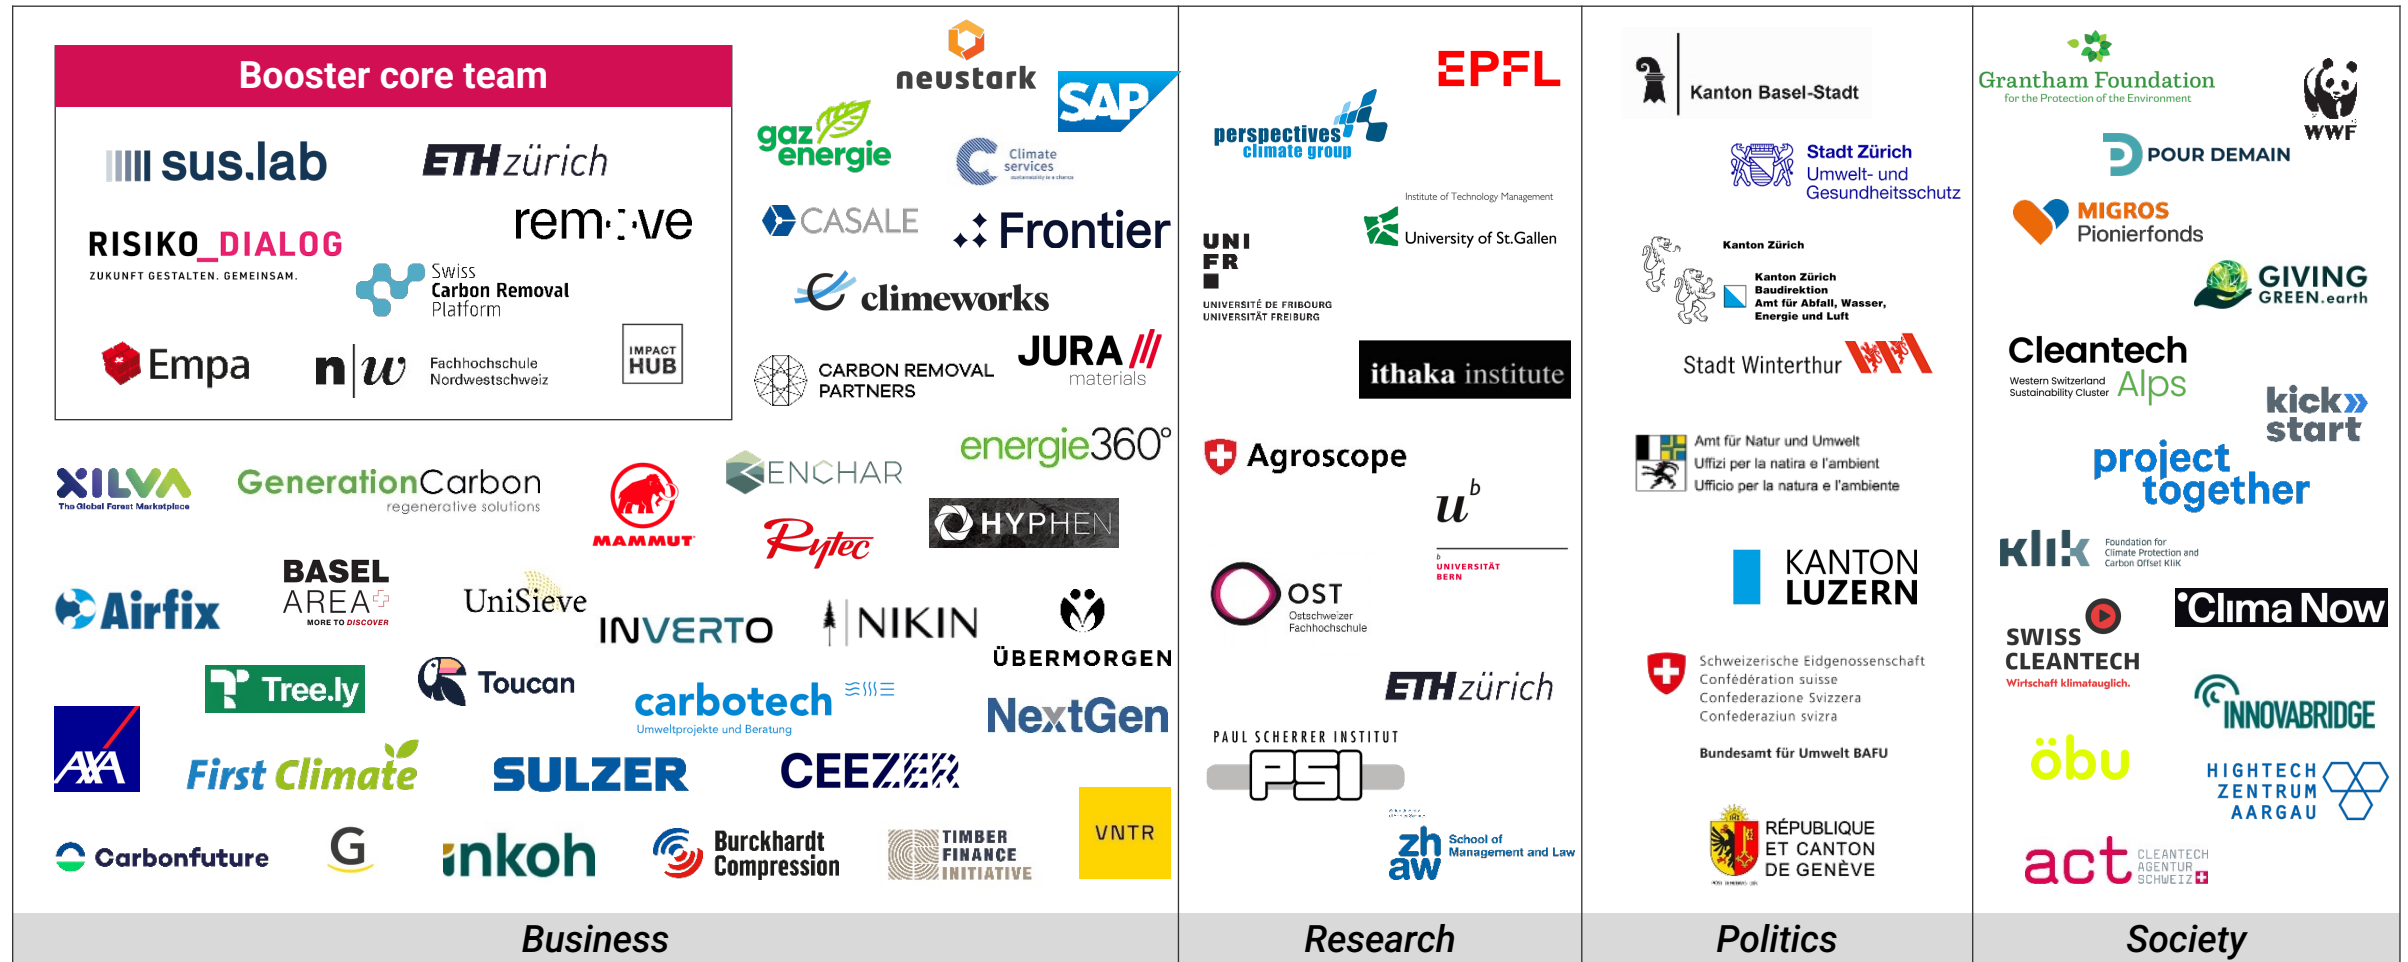 Booster core team
sus.lab
ETH zürich
RISIKO_DIALOG
ZUKUNFT GESTALTEN. GEMEINSAM.
remove
Swiss
Carbon Removal
Platform
Empa
n|w
Fachhochschule
Nordwestschweiz
IMPACT
HUB
neustark
SAP
gaz
energie
Climate
services
sustainability is a chance
CASALE
Frontier
climeworks
CARBON REMOVAL
PARTNERS
JURA
materials
energie360°
XILVA
The Global Forest Marketplace
GenerationCarbon
regenerative solutions
MAMMUT
ENCHAR
Rytec
HYPHEN
Airfix
BASEL
AREA
MORE TO DISCOVER
UniSieve
INVERTO
NIKIN
ÜBERMORGEN
Tree.ly
Toucan
carbotech
Umweltprojekte und Beratung
NextGen
AXA
First Climate
SULZER
CEEZER
Carbonfuture
G
inkoh
Burckhardt
Compression
TIMBER
FINANCE
INITIATIVE
VNTR
Business
EPFL
perspectives
climate group
Institute of Technology Management
University of St.Gallen
UNI
FR
UNIVERSITÉ DE FRIBOURG
UNIVERSITÄT FREIBURG
ithaka institute
Agroscope
u b
b
UNIVERSITÄT
BERN
OST
Ostschweizer
Fachhochschule
ETH zürich
PAUL SCHERRER INSTITUT
PSI
zh
aw
School of
Management and Law
Research
Kanton Basel-Stadt
Stadt Zürich
Umwelt- und
Gesundheitsschutz
Kanton Zürich
Kanton Zürich
Baudirektion
Amt für Abfall, Wasser,
Energie und Luft
Stadt Winterthur
Amt für Natur und Umwelt
Uffizi per la natira e l'ambient
Ufficio per la natura e l'ambiente
KANTON
LUZERN
Schweizerische Eidgenossenschaft
Confédération suisse
Confederazione Svizzera
Confederaziun svizra
Bundesamt für Umwelt BAFU
RÉPUBLIQUE
ET CANTON
DE GENÈVE
Politics
Grantham Foundation
for the Protection of the Environment
WWF
POUR DEMAIN
MIGROS
Pionierfonds
GIVING
GREEN.earth
Cleantech
Alps
Western Switzerland
Sustainability Cluster
kick
start
project
together
klik
Foundation for
Climate Protection and
Carbon Offset KliK
Clima Now
SWISS
CLEANTECH
Wirtschaft klimatauglich.
INNOVABRIDGE
öbu
HIGHTECH
ZENTRUM
AARGAU
act
CLEANTECH
AGENTUR
SCHWEIZ
Society